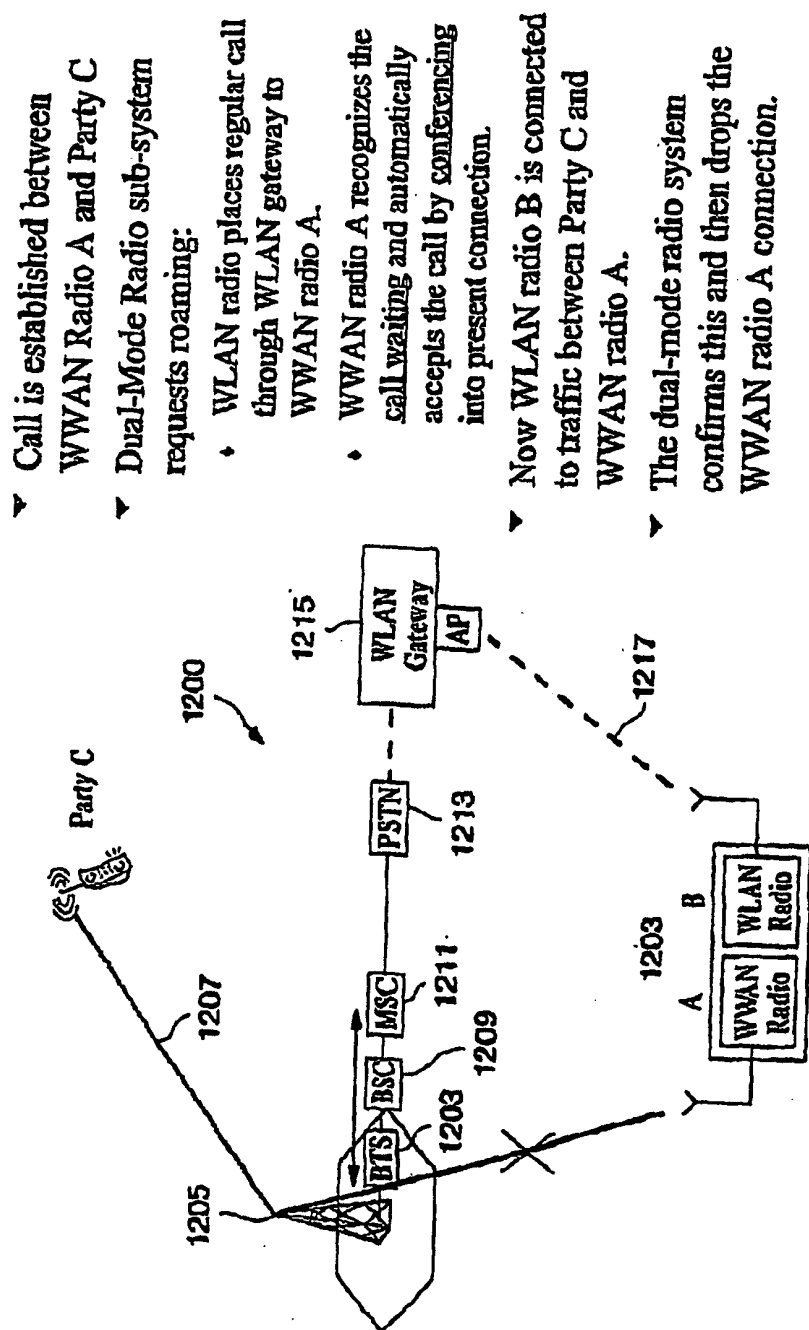 Party C
1200
1207
1205
BTS
1203
BSC
1209
MSC
1211
PSTN
1213
WLAN
Gateway
AP
1215
1217
1203
A
B
WWAN
Radio
WLAN
Radio
Call is established between
WWAN Radio A and Party C
Dual-Mode Radio sub-system
requests roaming:
WLAN radio places regular call
through WLAN gateway to
WWAN radio A.
WWAN radio A recognizes the
call waiting and automatically
accepts the call by conferencing
into present connection.
Now WLAN radio B is connected
to traffic between Party C and
WWAN radio A.
The dual-mode radio system
confirms this and then drops the
WWAN radio A connection.